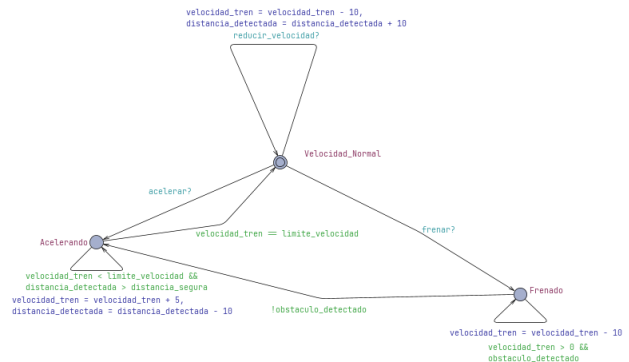 velocidad_tren = velocidad_tren - 10,
distancia_detectada = distancia_detectada + 10
reducir_velocidad?
Velocidad_Normal
acelerar?
velocidad_tren == limite_velocidad
frenar?
Acelerando
velocidad_tren < limite_velocidad &&
distancia_detectada > distancia_segura
velocidad_tren = velocidad_tren + 5,
distancia_detectada = distancia_detectada - 10
!obstaculo_detectado
Frenado
velocidad_tren = velocidad_tren - 10
velocidad_tren > 0 &&
obstaculo_detectado